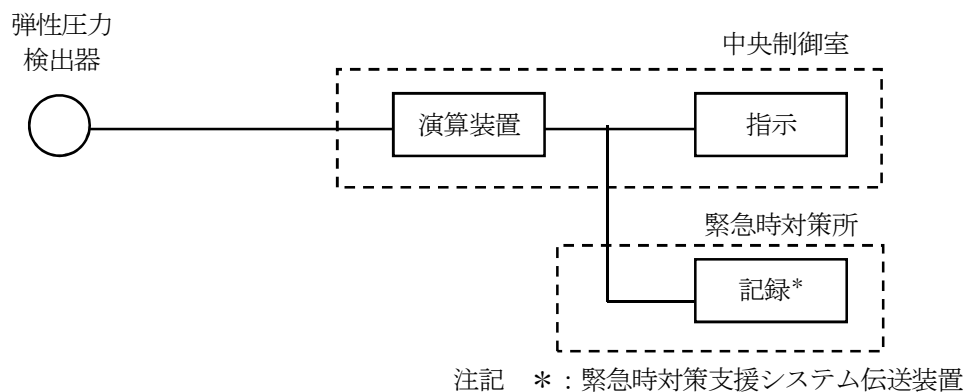 弾性圧力
検出器
中央制御室
演算装置
指示
緊急時対策所
記録*
注記　＊：緊急時対策支援システム伝送装置